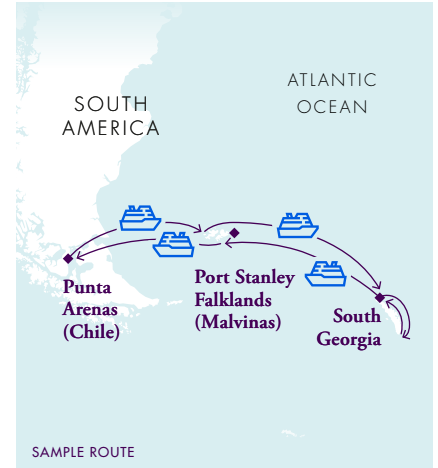 SOUTH
AMERICA
ATLANTIC
OCEAN
Punta
Arenas
(Chile)
Port Stanley
Falklands
(Malvinas)
South
Georgia
SAMPLE ROUTE